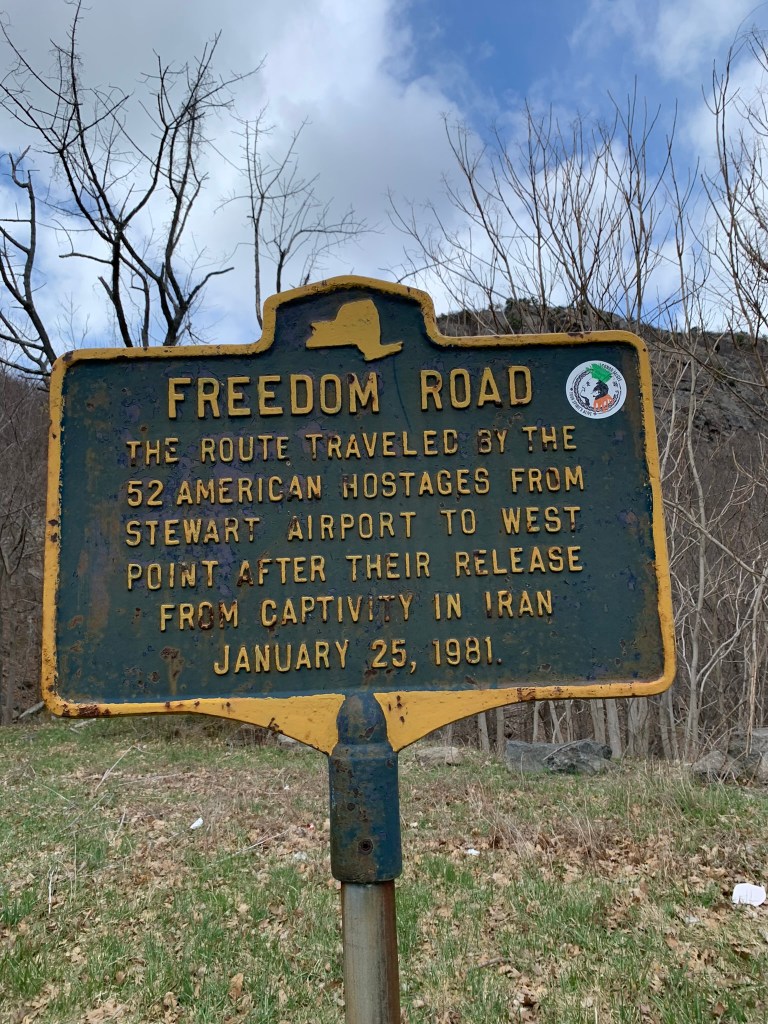 FREEDOM ROAD
THE ROUTE TRAVELED BY THE
52 AMERICAN HOSTAGES FROM
STEWART AIRPORT TO WEST
POINT AFTER THEIR RELEASE
FROM CAPTIVITY IN IRAN
JANUARY 25, 1981.